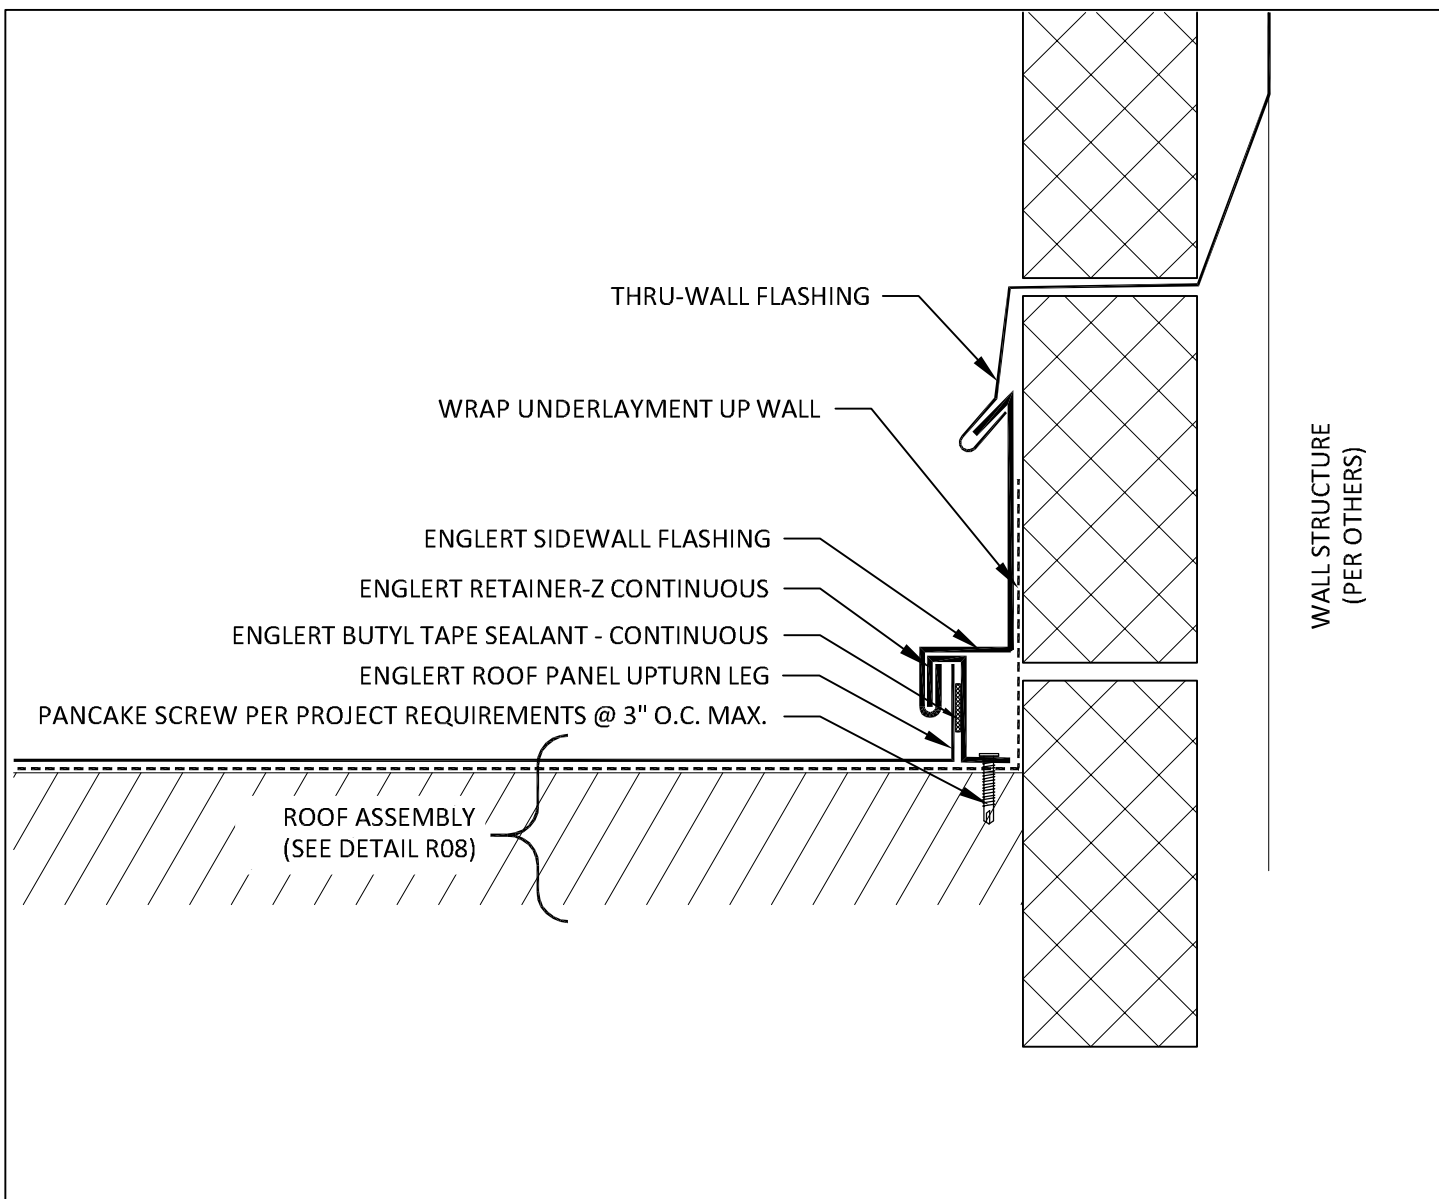 THRU-WALL FLASHING
WRAP UNDERLAYMENT UP WALL
ENGLERT SIDEWALL FLASHING
ENGLERT RETAINER-Z CONTINUOUS
ENGLERT BUTYL TAPE SEALANT - CONTINUOUS
ENGLERT ROOF PANEL UPTURN LEG
PANCAKE SCREW PER PROJECT REQUIREMENTS @ 3" O.C. MAX.
ROOF ASSEMBLY
(SEE DETAIL R08)
WALL STRUCTURE
(PER OTHERS)